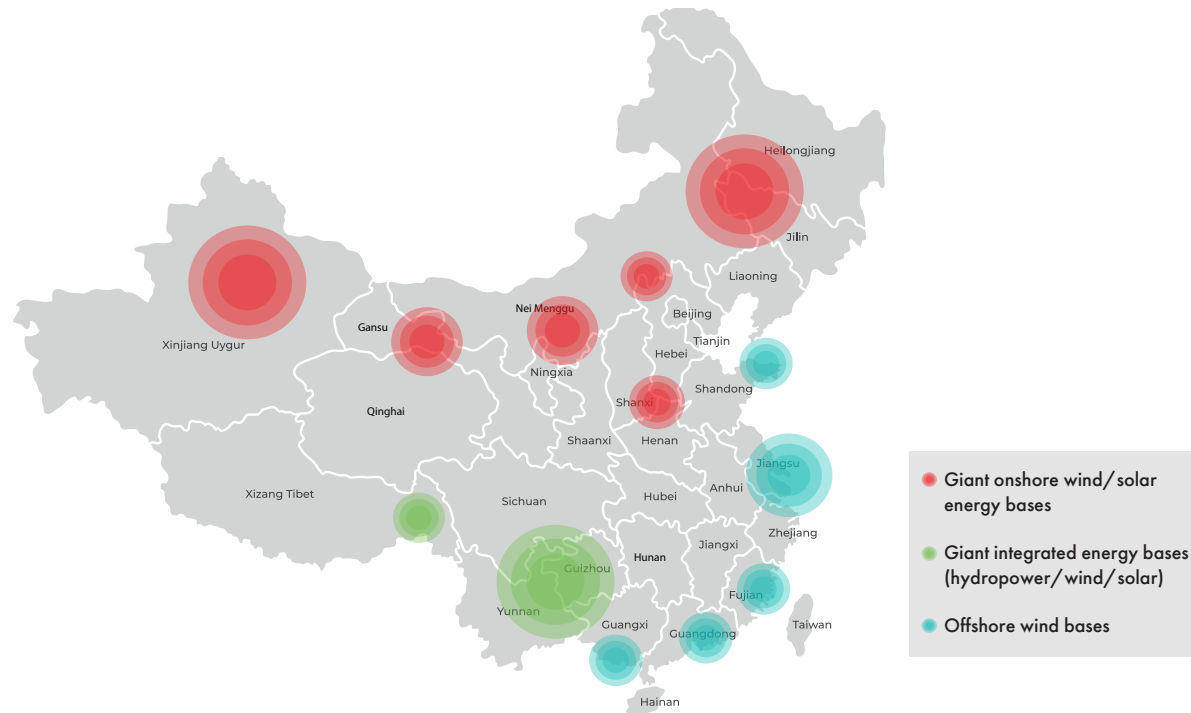 Heilongjiang
Jilin
Liaoning
Nei Menggu
Beijing
Gansu
Tianjin
Xinjiang Uygur
Hebei
Ningxia
Shandong
Shanxi
Qinghai
Shaanxi
Henan
Jiangsu
Anhui
Xizang Tibet
Sichuan
Hubei
Zhejiang
Jiangxi
Hunan
Guizhou
Fujian
Yunnan
Guangxi
Taiwan
Guangdong
Hainan
Giant onshore wind/solar
energy bases
Giant integrated energy bases
(hydropower/wind/solar)
Offshore wind bases